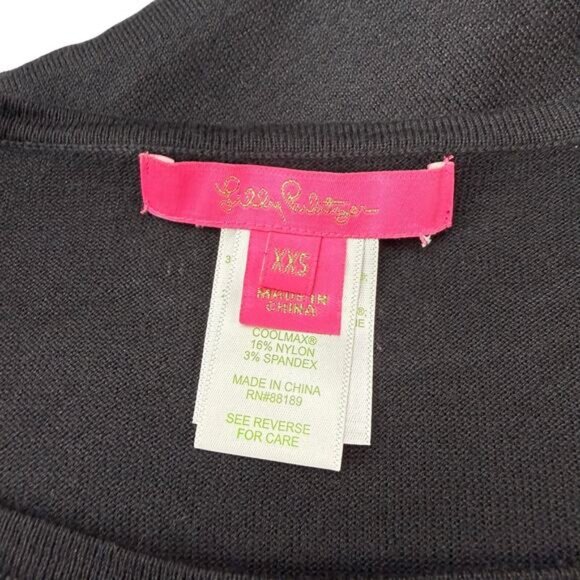 Lilly Pulitzer
XXS
MADE IN
CHINA
COOLMAX®
16% NYLON
3% SPANDEX
MADE IN CHINA
RN#88189
SEE REVERSE
FOR CARE